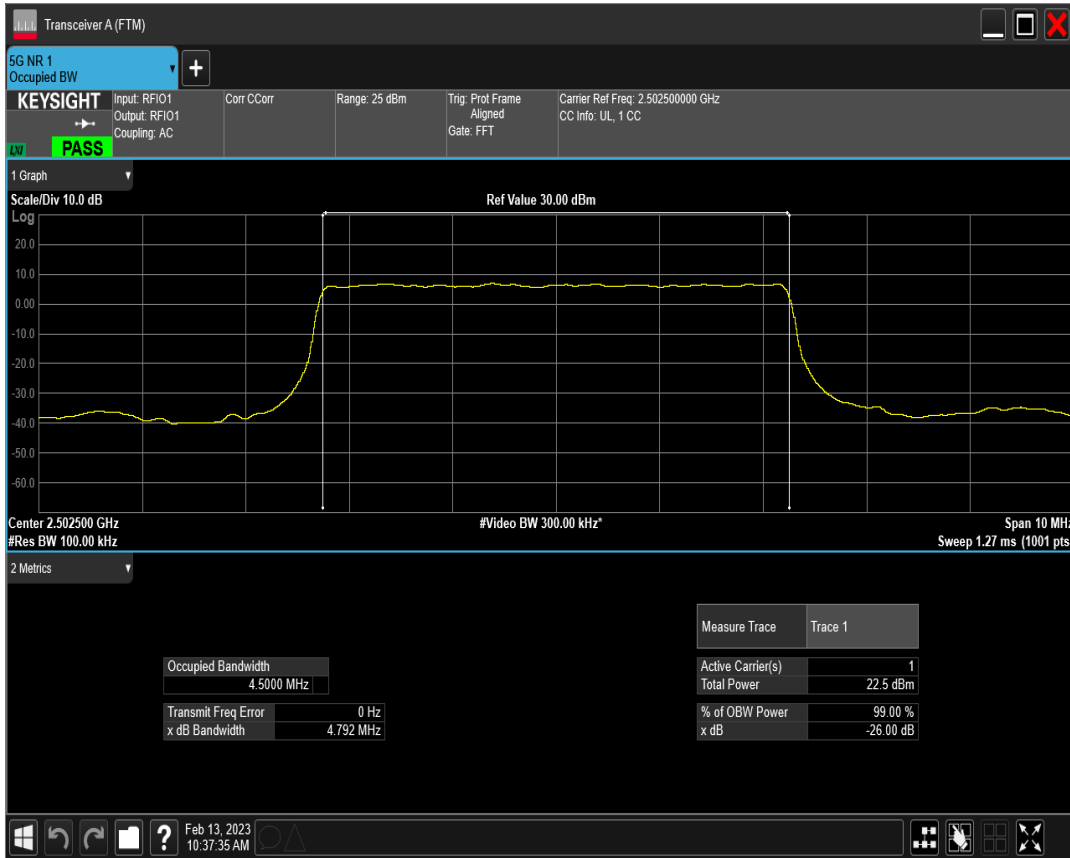 Transceiver A (FTM)
5G NR 1
Occupied BW
+
KEYSIGHT
Input: RFIO1
Output: RFIO1
Coupling: AC
Corr CCorr
Range: 25 dBm
Trig: Prot Frame
Aligned
Gate: FFT
Carrier Ref Freq: 2.502500000 GHz
CC Info: UL, 1 CC
LXI
PASS
1 Graph
Scale/Div 10.0 dB
Ref Value 30.00 dBm
Log
20.0
10.0
0.00
-10.0
-20.0
-30.0
-40.0
-50.0
-60.0
Center 2.502500 GHz
#Video BW 300.00 kHz*
Span 10 MHz
#Res BW 100.00 kHz
Sweep 1.27 ms (1001 pts
2 Metrics
Measure Trace
Trace 1
Occupied Bandwidth
4.5000 MHz
Active Carrier(s)
1
Total Power
22.5 dBm
Transmit Freq Error
0 Hz
x dB Bandwidth
4.792 MHz
% of OBW Power
99.00 %
x dB
-26.00 dB
?
Feb 13, 2023
10:37:35 AM